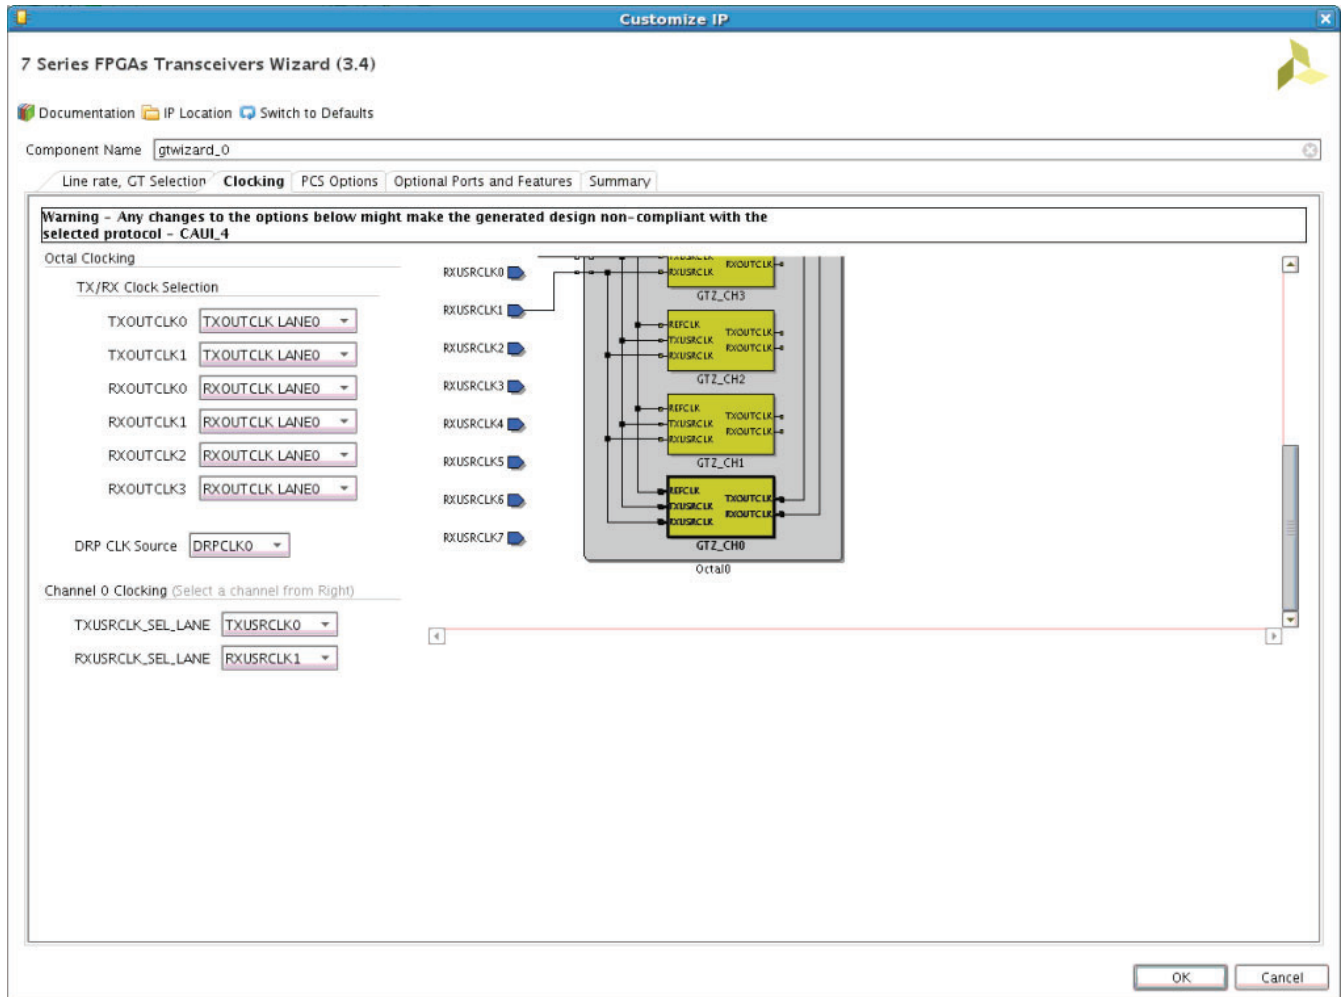 Customize IP
7 Series FPGAs Transceivers Wizard (3.4)
Documentation IP Location Switch to Defaults
Component Name gtwizard_0
Line rate, GT Selection Clocking PCS Options Optional Ports and Features Summary
Warning - Any changes to the options below might make the generated design non-compliant with the
selected protocol - CAUI_4
Octal Clocking
TX/RX Clock Selection
TXOUTCLK0 TXOUTCLK LANE0
TXOUTCLK1 TXOUTCLK LANE0
RXOUTCLK0 RXOUTCLK LANE0
RXOUTCLK1 RXOUTCLK LANE0
RXOUTCLK2 RXOUTCLK LANE0
RXOUTCLK3 RXOUTCLK LANE0
DRP CLK Source DRPCLK0
Channel 0 Clocking (Select a channel from Right)
TXUSRCLK_SEL_LANE TXUSRCLK0
RXUSRCLK_SEL_LANE RXUSRCLK1
RXUSRCLK0
RXUSRCLK1
RXUSRCLK2
RXUSRCLK3
RXUSRCLK4
RXUSRCLK5
RXUSRCLK6
RXUSRCLK7
TXUSRCLK RXOUTCLK
RXUSRCLK
GTZ_CH3
REFCLK TXOUTCLK
TXUSRCLK RXOUTCLK
RXUSRCLK
GTZ_CH2
REFCLK TXOUTCLK
TXUSRCLK RXOUTCLK
RXUSRCLK
GTZ_CH1
REFCLK TXOUTCLK
TXUSRCLK RXOUTCLK
RXUSRCLK
GTZ_CH0
Octal0
OK Cancel